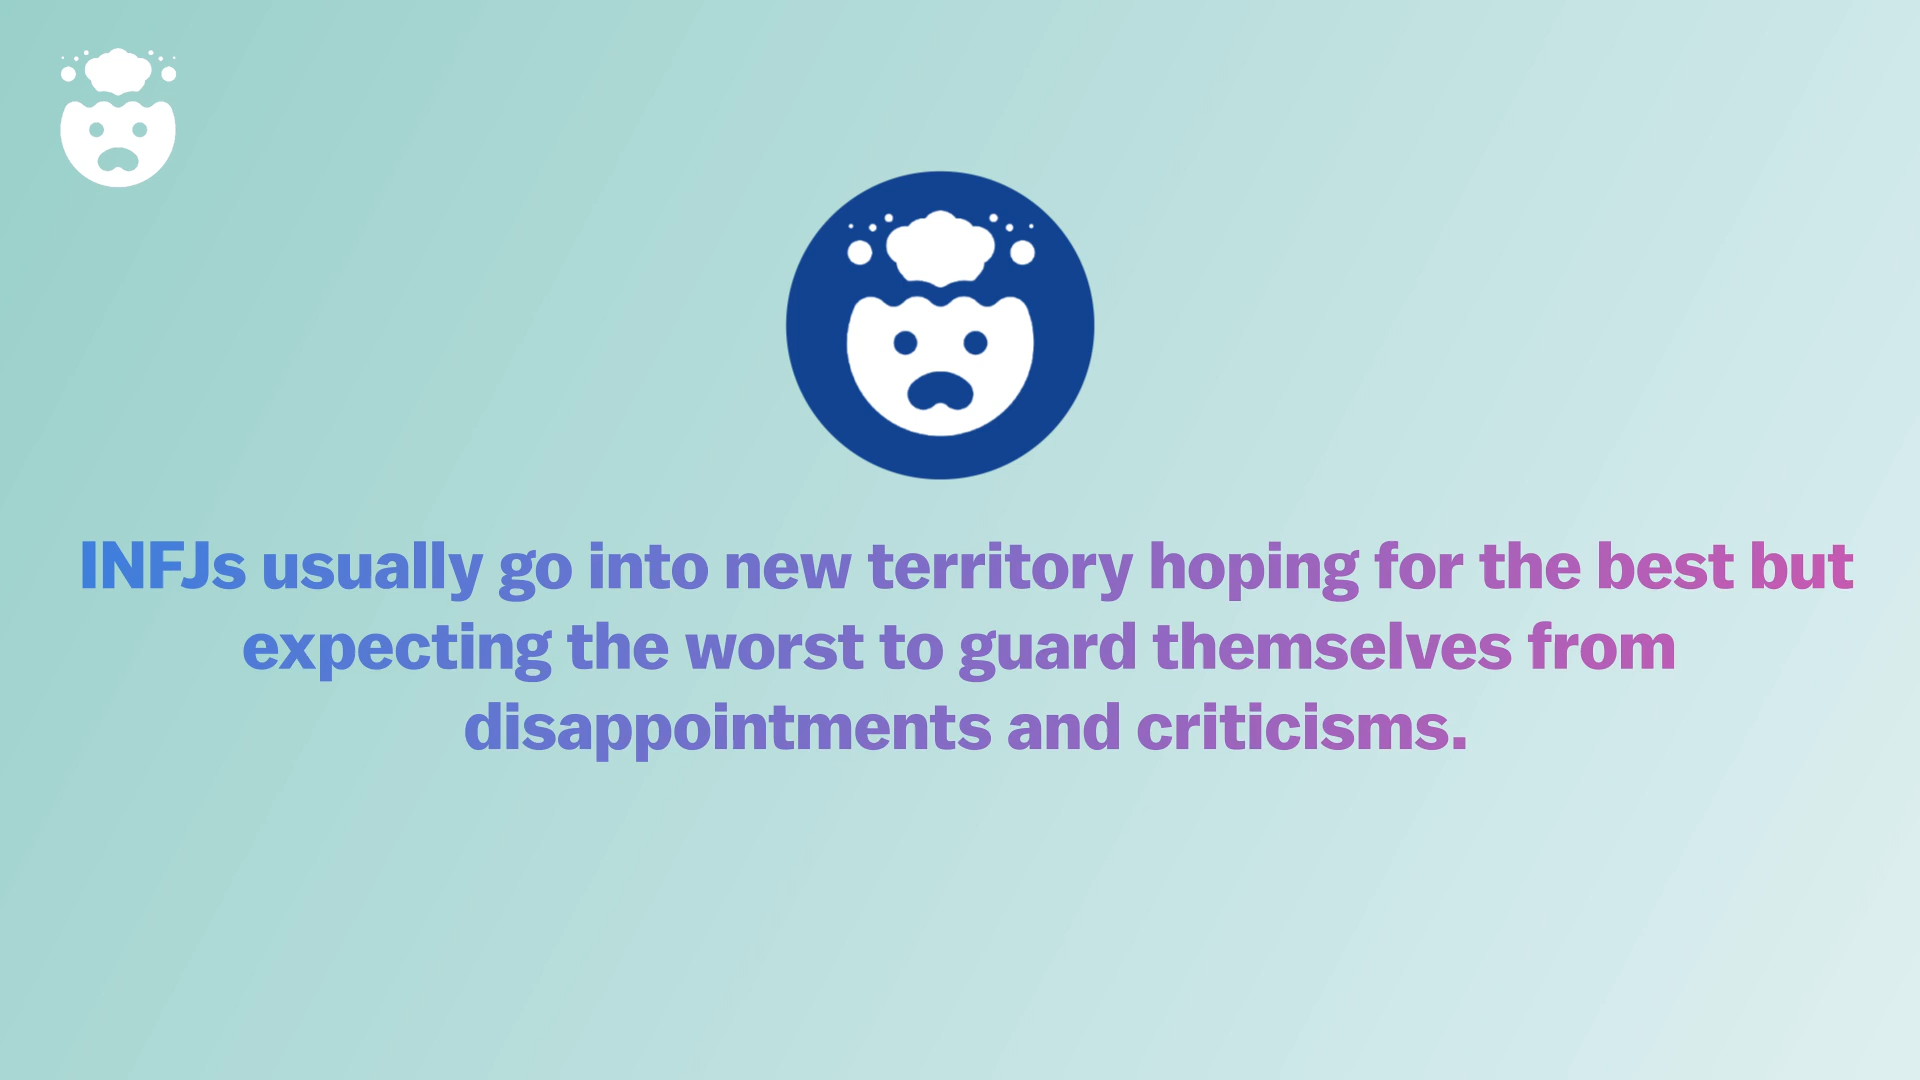 INFJs usually go into new territory hoping for the best but
expecting the worst to guard themselves from
disappointments and criticisms.